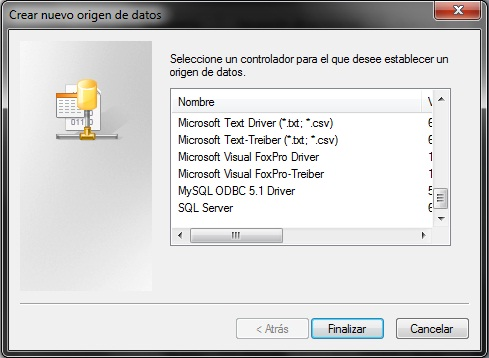 Crear nuevo origen de datos
Seleccione un controlador para el que desee establecer un
origen de datos.
Nombre V
Microsoft Text Driver (*.txt; *.csv) 6
Microsoft Text-Treiber (*.txt; *.csv) 6
Microsoft Visual FoxPro Driver 1
Microsoft Visual FoxPro-Treiber 1
MySQL ODBC 5.1 Driver 5
SQL Server 6
< Atrás Finalizar Cancelar